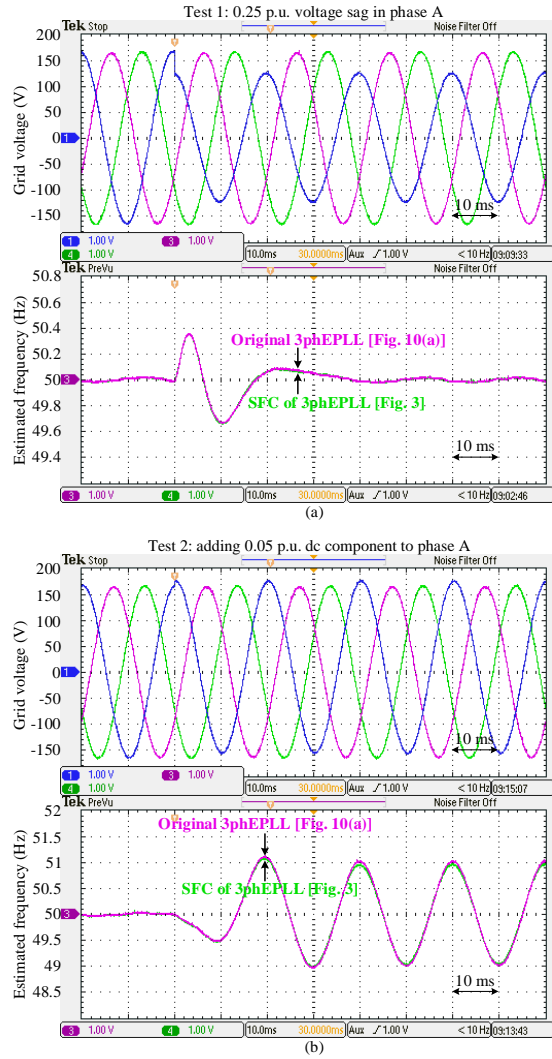 Test 1: 0.25 p.u. voltage sag in phase A
Tek Stop Noise Filter Off
Grid voltage (V)
200
150
100
50
0
-50
-100
-150
1
10 ms
1 1.00 V 3 1.00 V
4 1.00 V 10.0ms 30.0000ms Aux ∫ 1.00 V < 10 Hz 09:09:33
Tek PreVu Noise Filter Off
Estimated frequency (Hz)
50.8
50.6
50.4
50.2
50
49.8
49.6
49.4
3
Original 3phEPLL [Fig. 10(a)]
SFC of 3phEPLL [Fig. 3]
10 ms
3 1.00 V 4 1.00 V 10.0ms 30.0000ms Aux ∫ 1.00 V < 10 Hz 09:02:46
(a)
Test 2: adding 0.05 p.u. dc component to phase A
Tek Stop Noise Filter Off
Grid voltage (V)
200
150
100
50
0
-50
-100
-150
1
10 ms
1 1.00 V 3 1.00 V
4 1.00 V 10.0ms 30.0000ms Aux ∫ 1.00 V < 10 Hz 09:15:07
Tek PreVu Noise Filter Off
Estimated frequency (Hz)
52
51.5
51
50.5
50
49.5
49
48.5
3
Original 3phEPLL [Fig. 10(a)]
SFC of 3phEPLL [Fig. 3]
10 ms
3 1.00 V 4 1.00 V 10.0ms 30.0000ms Aux ∫ 1.00 V < 10 Hz 09:13:43
(b)